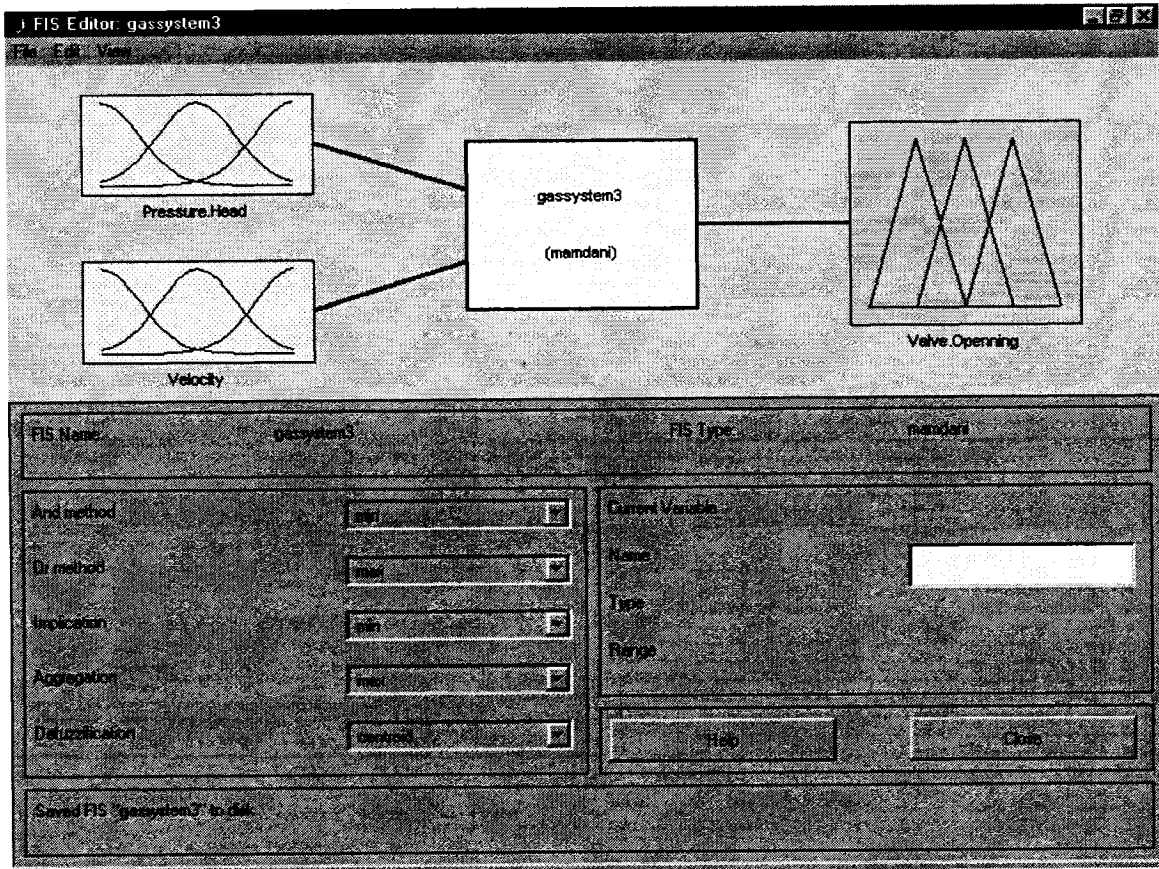 FIS Editor: gassystem3
File Edit View
Pressure.Head
gassystem3
(mamdani)
Valve.Openning
Velocity
FIS Name: gassystem3 FIS Type: mamdani
And method min
Or method max
Implication min
Aggregation max
Defuzzification centroid
Current Variable
Name
Type
Range
Help Close
Saved FIS "gassystem3" to disk